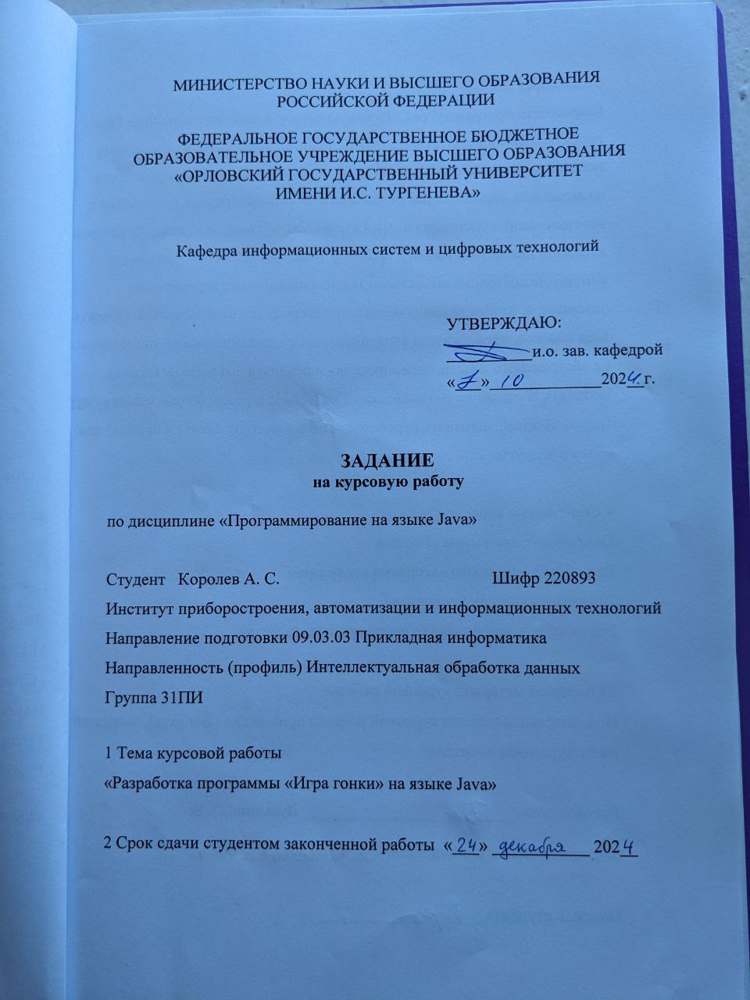 МИНИСТЕРСТВО НАУКИ И ВЫСШЕГО ОБРАЗОВАНИЯ
РОССИЙСКОЙ ФЕДЕРАЦИИ
ФЕДЕРАЛЬНОЕ ГОСУДАРСТВЕННОЕ БЮДЖЕТНОЕ
ОБРАЗОВАТЕЛЬНОЕ УЧРЕЖДЕНИЕ ВЫСШЕГО ОБРАЗОВАНИЯ
«ОРЛОВСКИЙ ГОСУДАРСТВЕННЫЙ УНИВЕРСИТЕТ
ИМЕНИ И.С. ТУРГЕНЕВА»
Кафедра информационных систем и цифровых технологий
УТВЕРЖДАЮ:
и.о. зав. кафедрой
«7» 10 2024 г.
ЗАДАНИЕ
на курсовую работу
по дисциплине «Программирование на языке Java»
Студент Королев А. С. Шифр 220893
Институт приборостроения, автоматизации и информационных технологий
Направление подготовки 09.03.03 Прикладная информатика
Направленность (профиль) Интеллектуальная обработка данных
Группа 31ПИ
1 Тема курсовой работы
«Разработка программы «Игра гонки» на языке Java»
2 Срок сдачи студентом законченной работы «24» декабря 2024